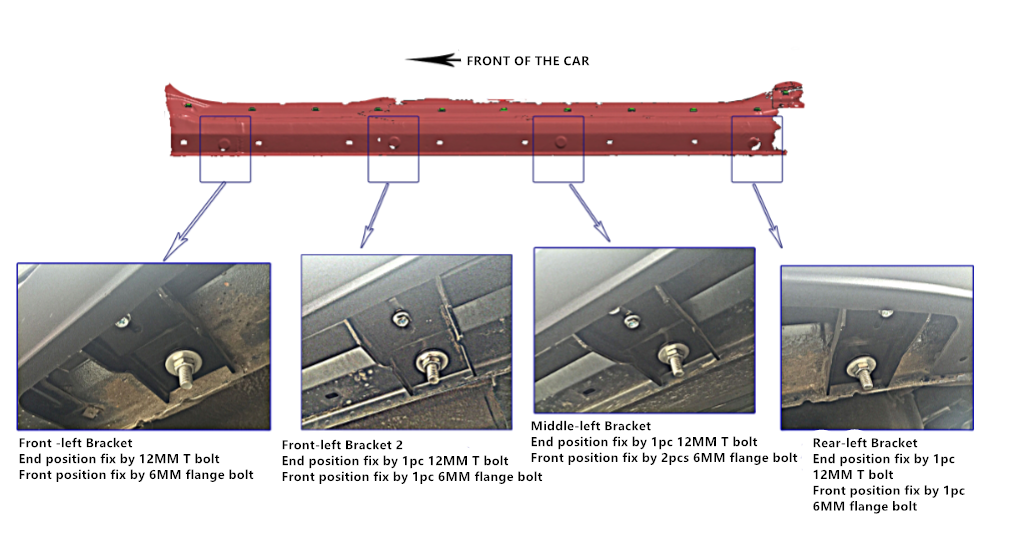 FRONT OF THE CAR
Front -left Bracket
End position fix by 12MM T bolt
Front position fix by 6MM flange bolt
Front-left Bracket 2
End position fix by 1pc 12MM T bolt
Front position fix by 1pc 6MM flange bolt
Middle-left Bracket
End position fix by 1pc 12MM T bolt
Front position fix by 2pcs 6MM flange bolt
Rear-left Bracket
End position fix by 1pc
12MM T bolt
Front position fix by 1pc
6MM flange bolt